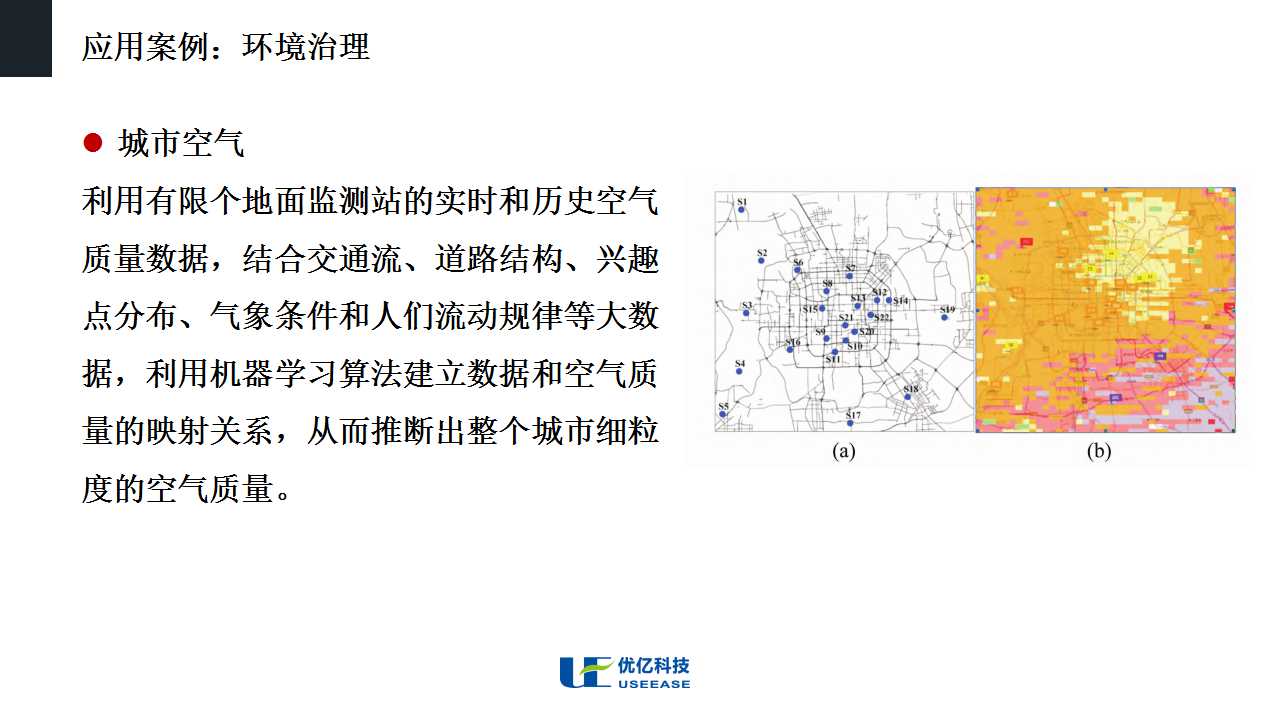 应用案例：环境治理
城市空气
利用有限个地面监测站的实时和历史空气
质量数据，结合交通流、道路结构、兴趣
点分布、气象条件和人们流动规律等大数
据，利用机器学习算法建立数据和空气质
量的映射关系，从而推断出整个城市细粒
度的空气质量。
S1
S2
S6
S7
S8
S12
S13
S14
S3
S15
S19
S22
S21
S9
S20
S16
S10
S11
S4
S18
S5
S17
(a)
(b)
优亿科技
USEEASE